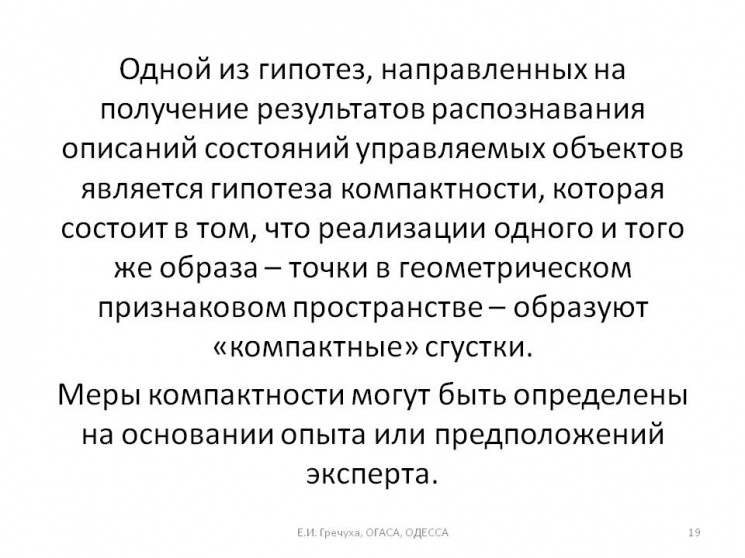 Одной из гипотез, направленных на
получение результатов распознавания
описаний состояний управляемых объектов
является гипотеза компактности, которая
состоит в том, что реализации одного и того
же образа – точки в геометрическом
признаковом пространстве – образуют
«компактные» сгустки.
Меры компактности могут быть определены
на основании опыта или предположений
эксперта.
Е.И. Гречуха, ОГАСА, ОДЕССА
19